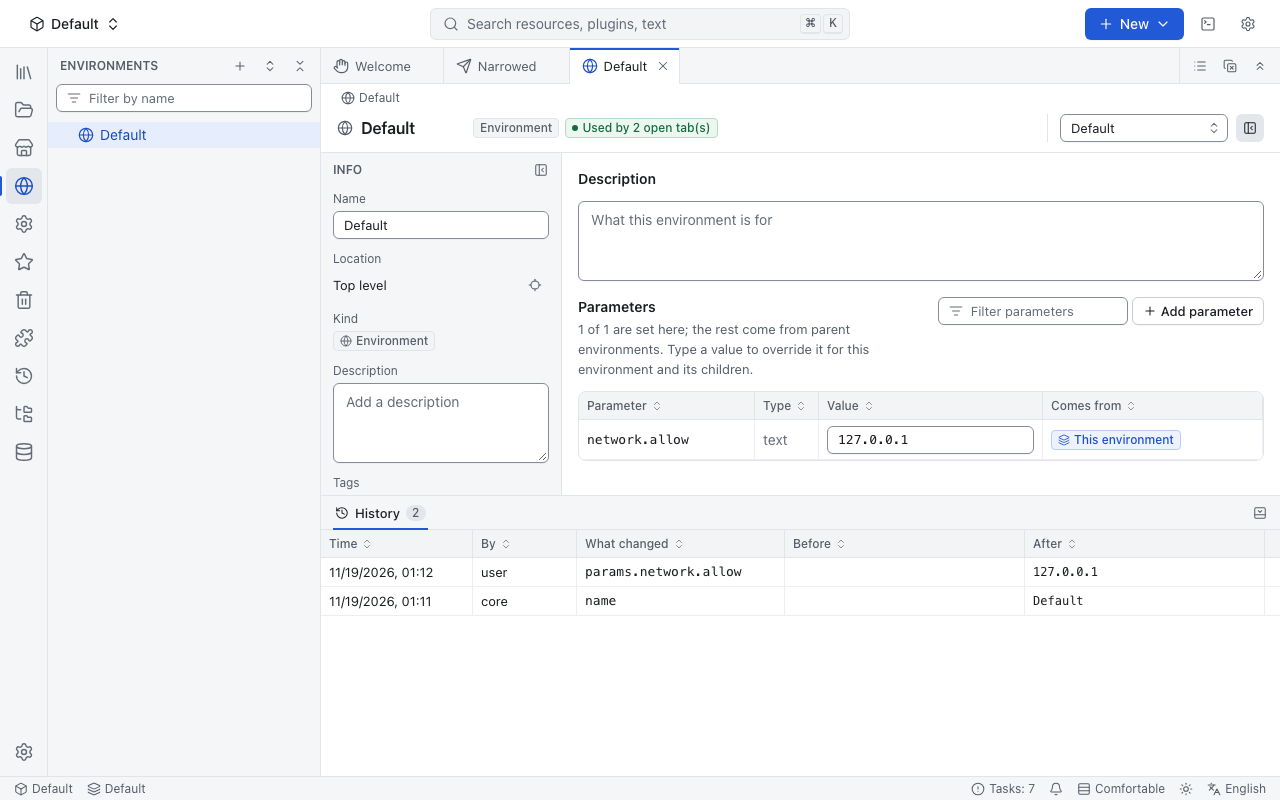 Default
Search resources, plugins, text
⌘ K
New
ENVIRONMENTS
Filter by name
Default
Welcome
Narrowed
Default
Default
Default
Environment
Used by 2 open tab(s)
Default
INFO
Name
Default
Location
Top level
Kind
Environment
Description
Add a description
Tags
Description
What this environment is for
Parameters
1 of 1 are set here; the rest come from parent
environments. Type a value to override it for this
environment and its children.
Filter parameters
Add parameter
Parameter Type Value Comes from
network.allow text 127.0.0.1 This environment
History 2
Time By What changed Before After
11/19/2026, 01:12 user params.network.allow 127.0.0.1
11/19/2026, 01:11 core name Default
Default
Default
Tasks: 7
Comfortable
English